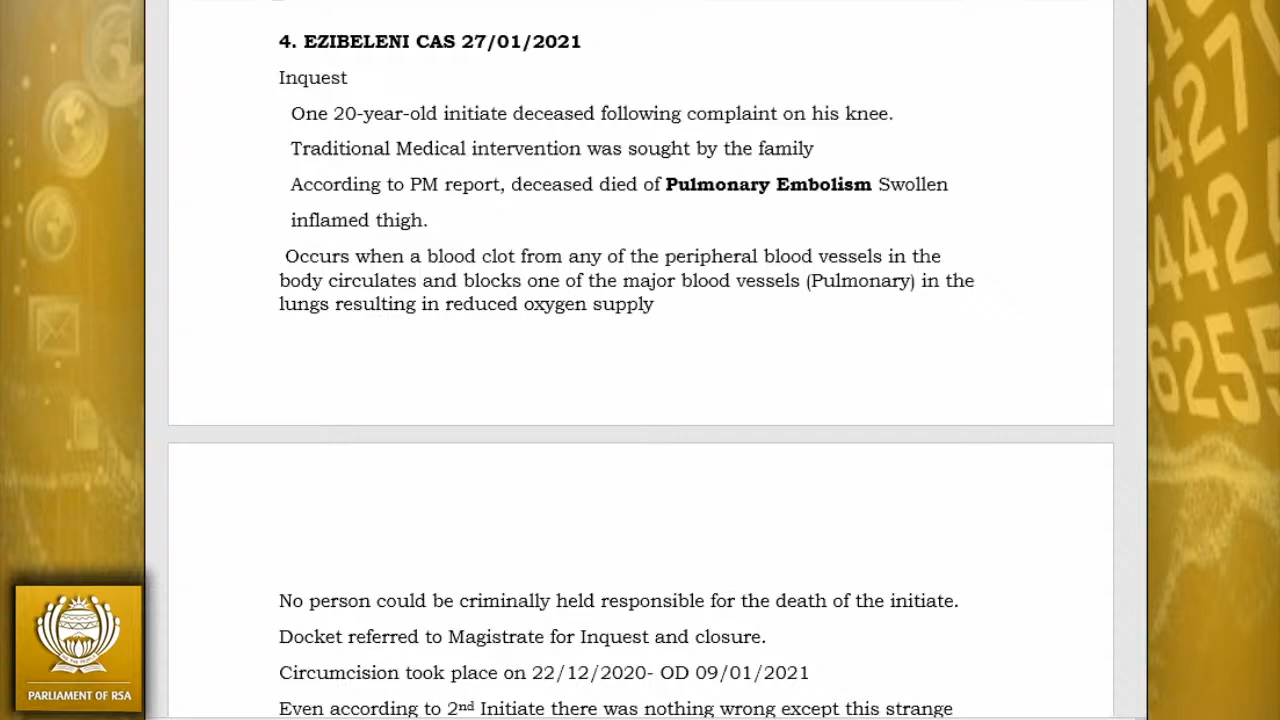 4. EZIBELENI CAS 27/01/2021
Inquest
One 20-year-old initiate deceased following complaint on his knee.
Traditional Medical intervention was sought by the family
According to PM report, deceased died of Pulmonary Embolism Swollen
inflamed thigh.
Occurs when a blood clot from any of the peripheral blood vessels in the
body circulates and blocks one of the major blood vessels (Pulmonary) in the
lungs resulting in reduced oxygen supply
No person could be criminally held responsible for the death of the initiate.
Docket referred to Magistrate for Inquest and closure.
Circumcision took place on 22/12/2020- OD 09/01/2021
Even according to 2nd Initiate there was nothing wrong except this strange
PARLIAMENT OF RSA